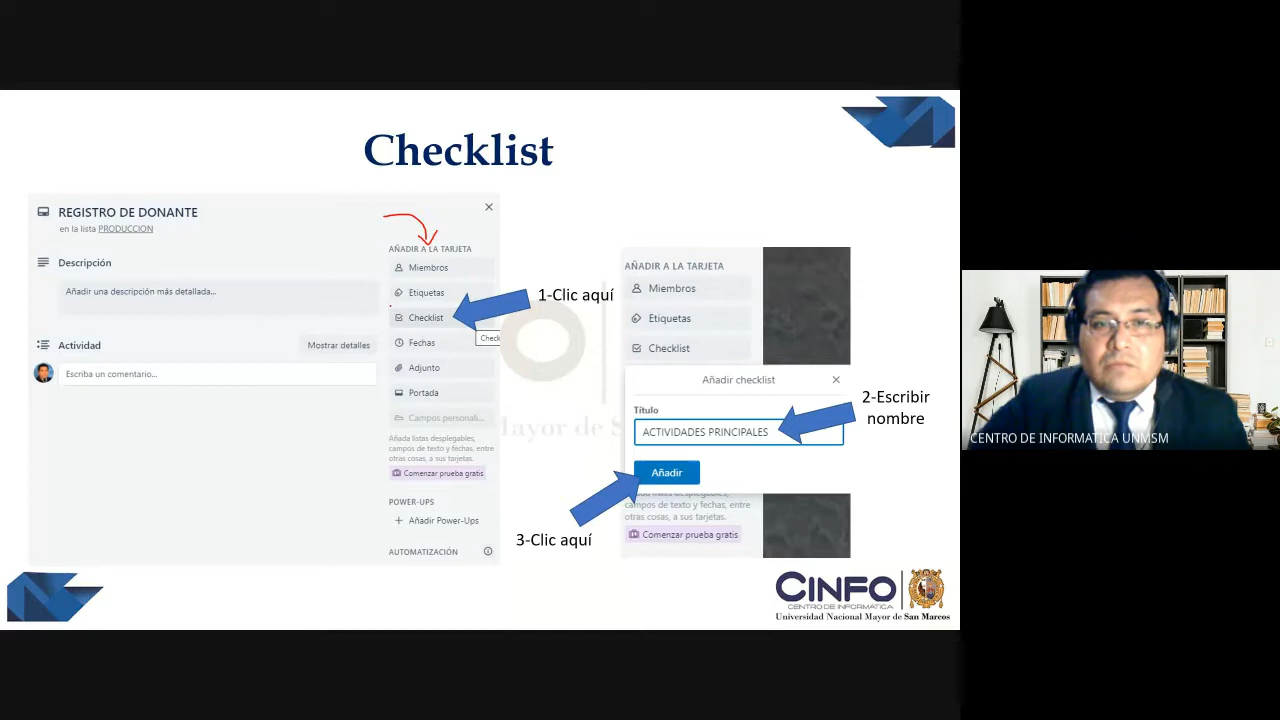 Checklist
REGISTRO DE DONANTE
en la lista PRODUCCION
Descripción
Añadir una descripción más detallada...
Actividad
Mostrar detalles
Escriba un comentario...
AÑADIR A LA TARJETA
Miembros
Etiquetas
Checklist
Check
Fechas
Adjunto
Portada
Campos personali...
Añada listas desplegables,
campos de texto y fechas, entre
otras cosas, a sus tarjetas.
Comenzar prueba gratis
POWER-UPS
+ Añadir Power-Ups
AUTOMATIZACIÓN
1-Clic aquí
AÑADIR A LA TARJETA
Miembros
Etiquetas
Checklist
Añadir checklist
Título
ACTIVIDADES PRINCIPALES
Añadir
2-Escribir
nombre
3-Clic aquí
campos de texto y fechas, entre
otras cosas, a sus tarjetas.
Comenzar prueba gratis
Mayor de S
CINFO
CENTRO DE INFORMATICA
Universidad Nacional Mayor de San Marcos
CENTRO DE INFORMATICA UNMSM